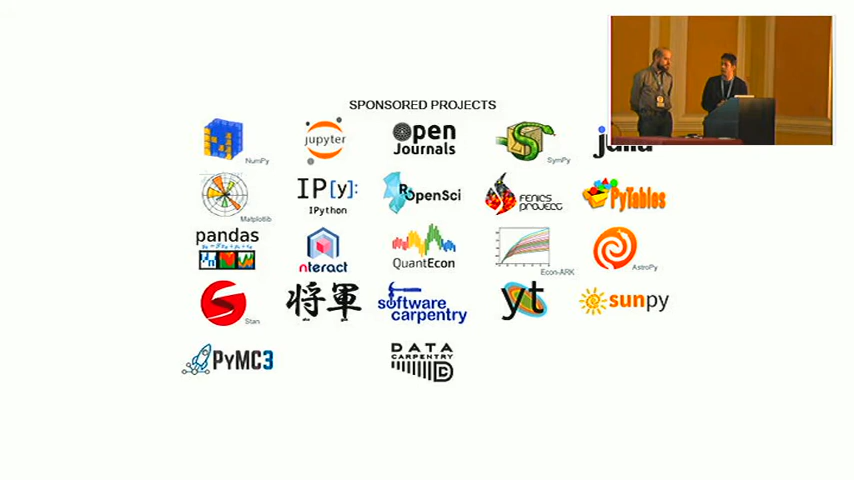 SPONSORED PROJECTS
NumPy
jupyter
Open
Journals
SymPy
Matplotlib
IP[y]:
IPython
ROpenSci
FENICS
PROJECT
PyTables
pandas
nteract
QuantEcon
Econ-ARK
AstroPy
Stan
将軍
software
carpentry
yt
sunpy
PyMC3
DATA
CARPENTRY